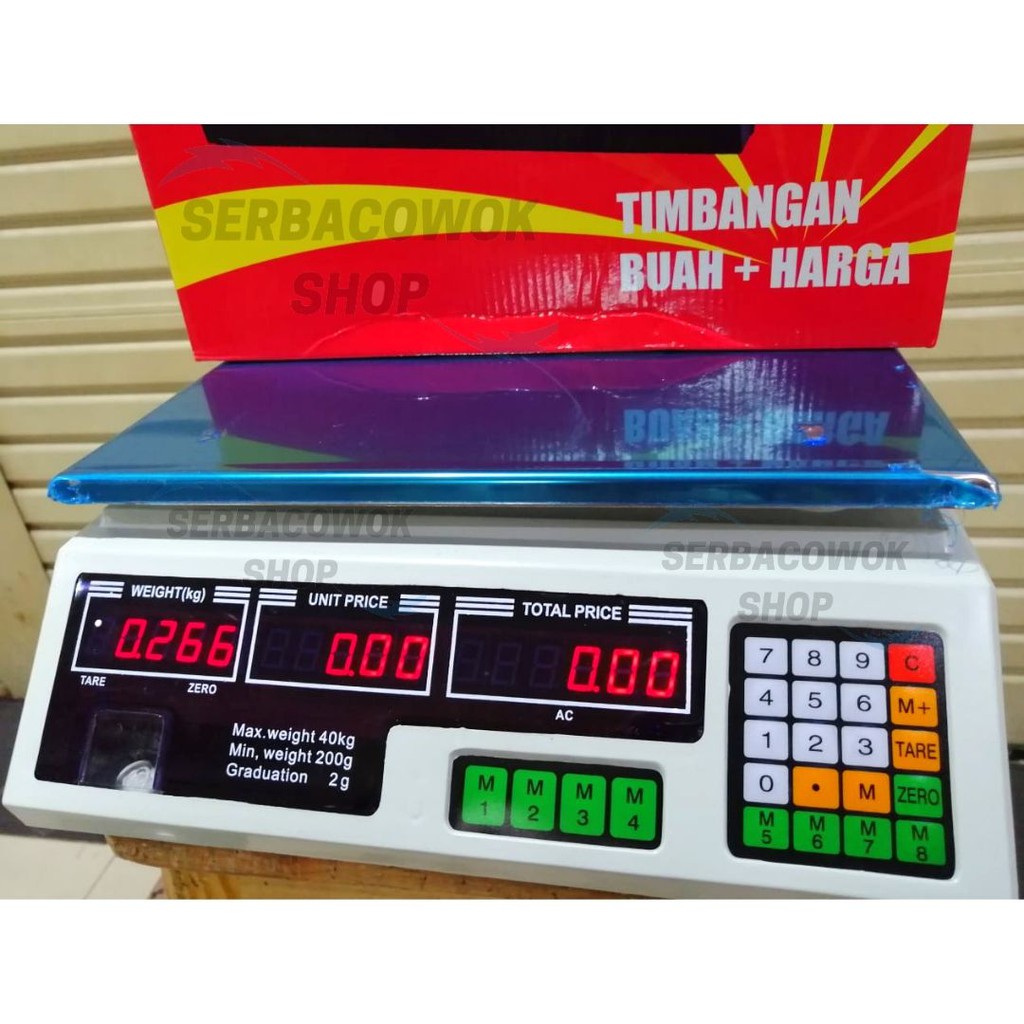 TIMBANGAN
BUAH + HARGA
SERBACOWOK
SHOP
BUAH + HARGA
SERBACOWOK
SHOP
SERBACOWOK
SHOP
WEIGHT(kg)
UNIT PRICE
TOTAL PRICE
0.266
0.00
0.00
TARE
ZERO
AC
Max.weight 40kg
Min, weight 200g
Graduation 2g
M 1
M 2
M 3
M 4
7 8 9 C
4 5 6 M+
1 2 3 TARE
0 • M ZERO
M 5
M 6
M 7
M 8